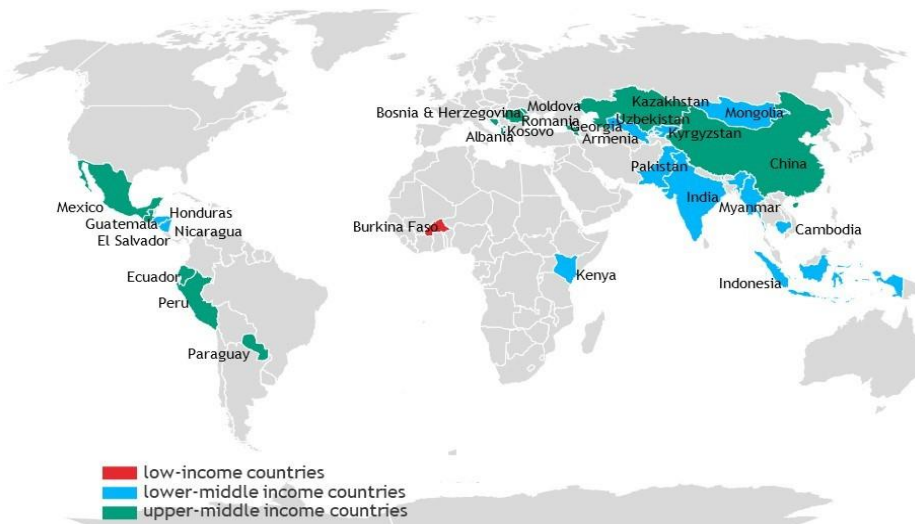 Kazakhstan
Mongolia
Moldova
Bosnia & Herzegovina
Romania
Uzbekistan
Georgia
Kosovo
Kyrgyzstan
Albania
Armenia
Pakistan
China
India
Myanmar
Mexico
Honduras
Guatemala
Nicaragua
El Salvador
Burkina Faso
Cambodia
Kenya
Indonesia
Ecuador
Peru
Paraguay
low-income countries
lower-middle income countries
upper-middle income countries